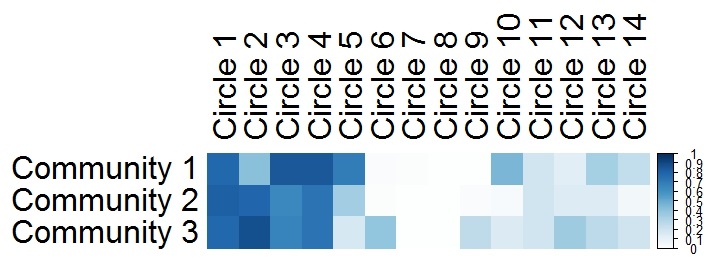 Circle 1
Circle 2
Circle 3
Circle 4
Circle 5
Circle 6
Circle 7
Circle 8
Circle 9
Circle 10
Circle 11
Circle 12
Circle 13
Circle 14
Community 1
Community 2
Community 3
1
0.9
0.8
0.7
0.6
0.5
0.4
0.3
0.2
0.1
0